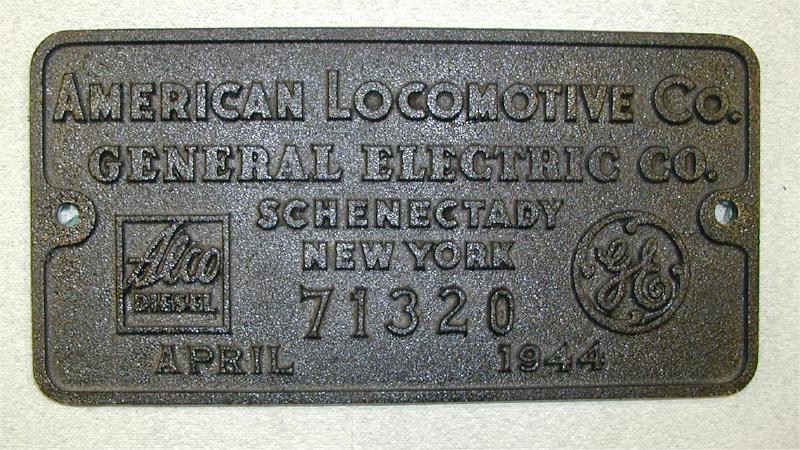 AMERICAN LOCOMOTIVE CO.
GENERAL ELECTRIC CO.
SCHENECTADY
NEW YORK
Alco
DIESEL
GE
71320
APRIL 1944